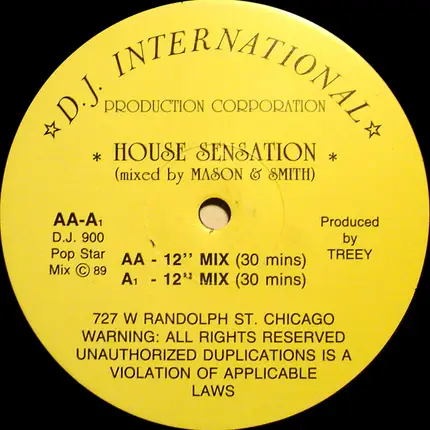 ☆ D.J. INTERNATIONAL ☆
PRODUCTION CORPORATION
* HOUSE SENSATION *
(mixed by MASON & SMITH)
AA-A1
D.J. 900
Pop Star
Mix © 89
Produced
by
TREEY
AA - 12" MIX (30 mins)
A1 - 12" MIX (30 mins)
727 W RANDOLPH ST. CHICAGO
WARNING: ALL RIGHTS RESERVED
UNAUTHORIZED DUPLICATIONS IS A
VIOLATION OF APPLICABLE
LAWS